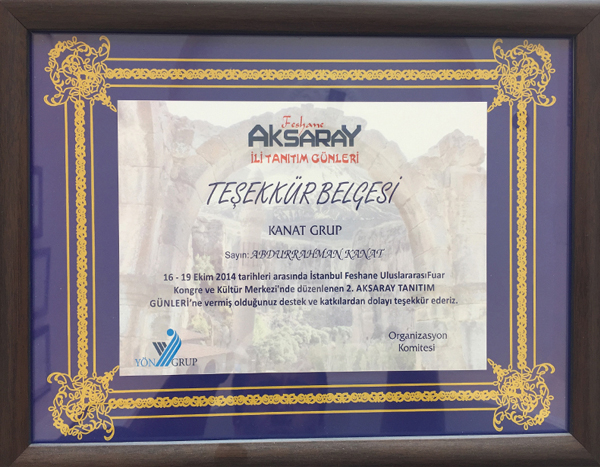 Feshane
AKSARAY
İLİ TANITIM GÜNLERİ
TEŞEKKÜR BELGESİ
KANAT GRUP
Sayın: ABDURRAHMAN KANAT
16 - 19 Ekim 2014 tarihleri arasında İstanbul Feshane UluslararasıFuar
Kongre ve Kültür Merkezi'nde düzenlenen 2. AKSARAY TANITIM
GÜNLERİ'ne vermiş olduğunuz destek ve katkılardan dolayı teşekkür ederiz.
Organizasyon
Komitesi
YÖN GRUP